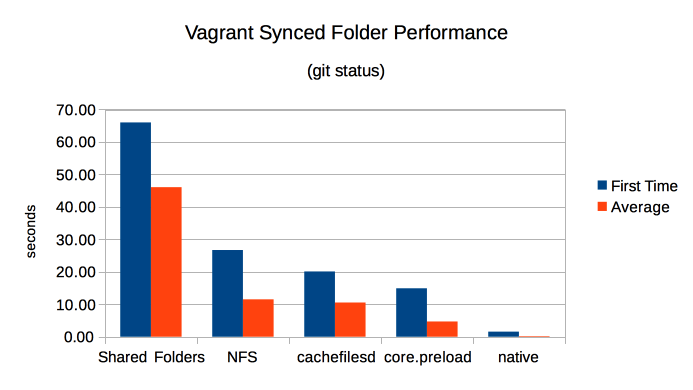 Vagrant Synced Folder Performance
(git status)
seconds
70.00
60.00
50.00
40.00
30.00
20.00
10.00
0.00
Shared Folders
NFS
cachefilesd
core.preload
native
First Time
Average